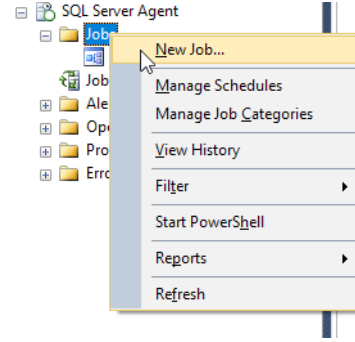 SQL Server Agent
Jobs
New Job...
Job
Manage Schedules
Ale
Manage Job Categories
Ope
View History
Pro
Filter
Erro
Start PowerShell
Reports
Refresh